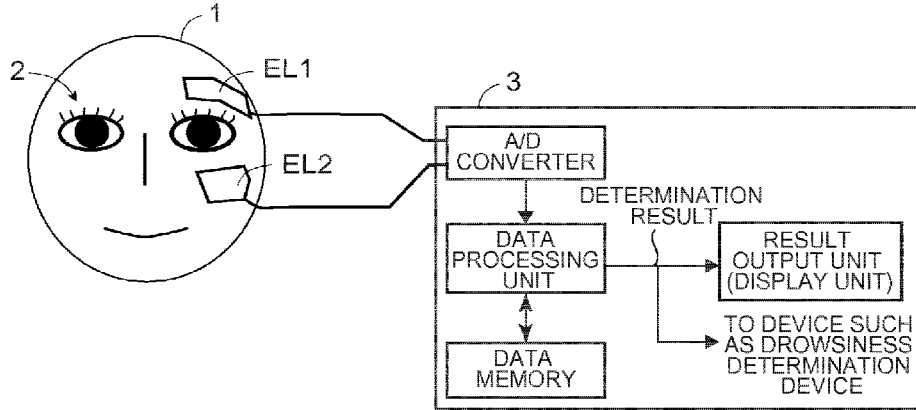 1
2
EL1
EL2
3
A/D
CONVERTER
DATA
PROCESSING
UNIT
DATA
MEMORY
DETERMINATION
RESULT
RESULT
OUTPUT UNIT
(DISPLAY UNIT)
TO DEVICE SUCH
AS DROWSINESS
DETERMINATION
DEVICE